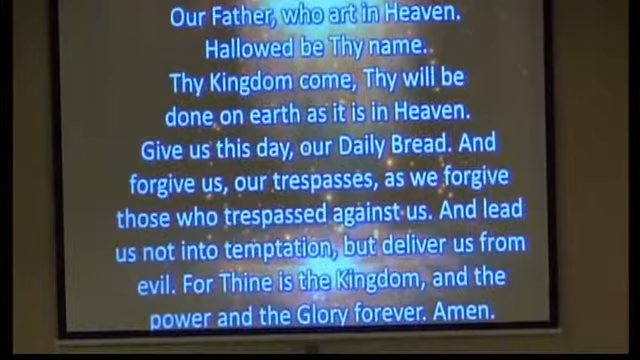 Our Father, who art in Heaven.
Hallowed be Thy name.
Thy Kingdom come, Thy will be
done on earth as it is in Heaven.
Give us this day, our Daily Bread. And
forgive us, our trespasses, as we forgive
those who trespassed against us. And lead
us not into temptation, but deliver us from
evil. For Thine is the Kingdom, and the
power and the Glory forever. Amen.